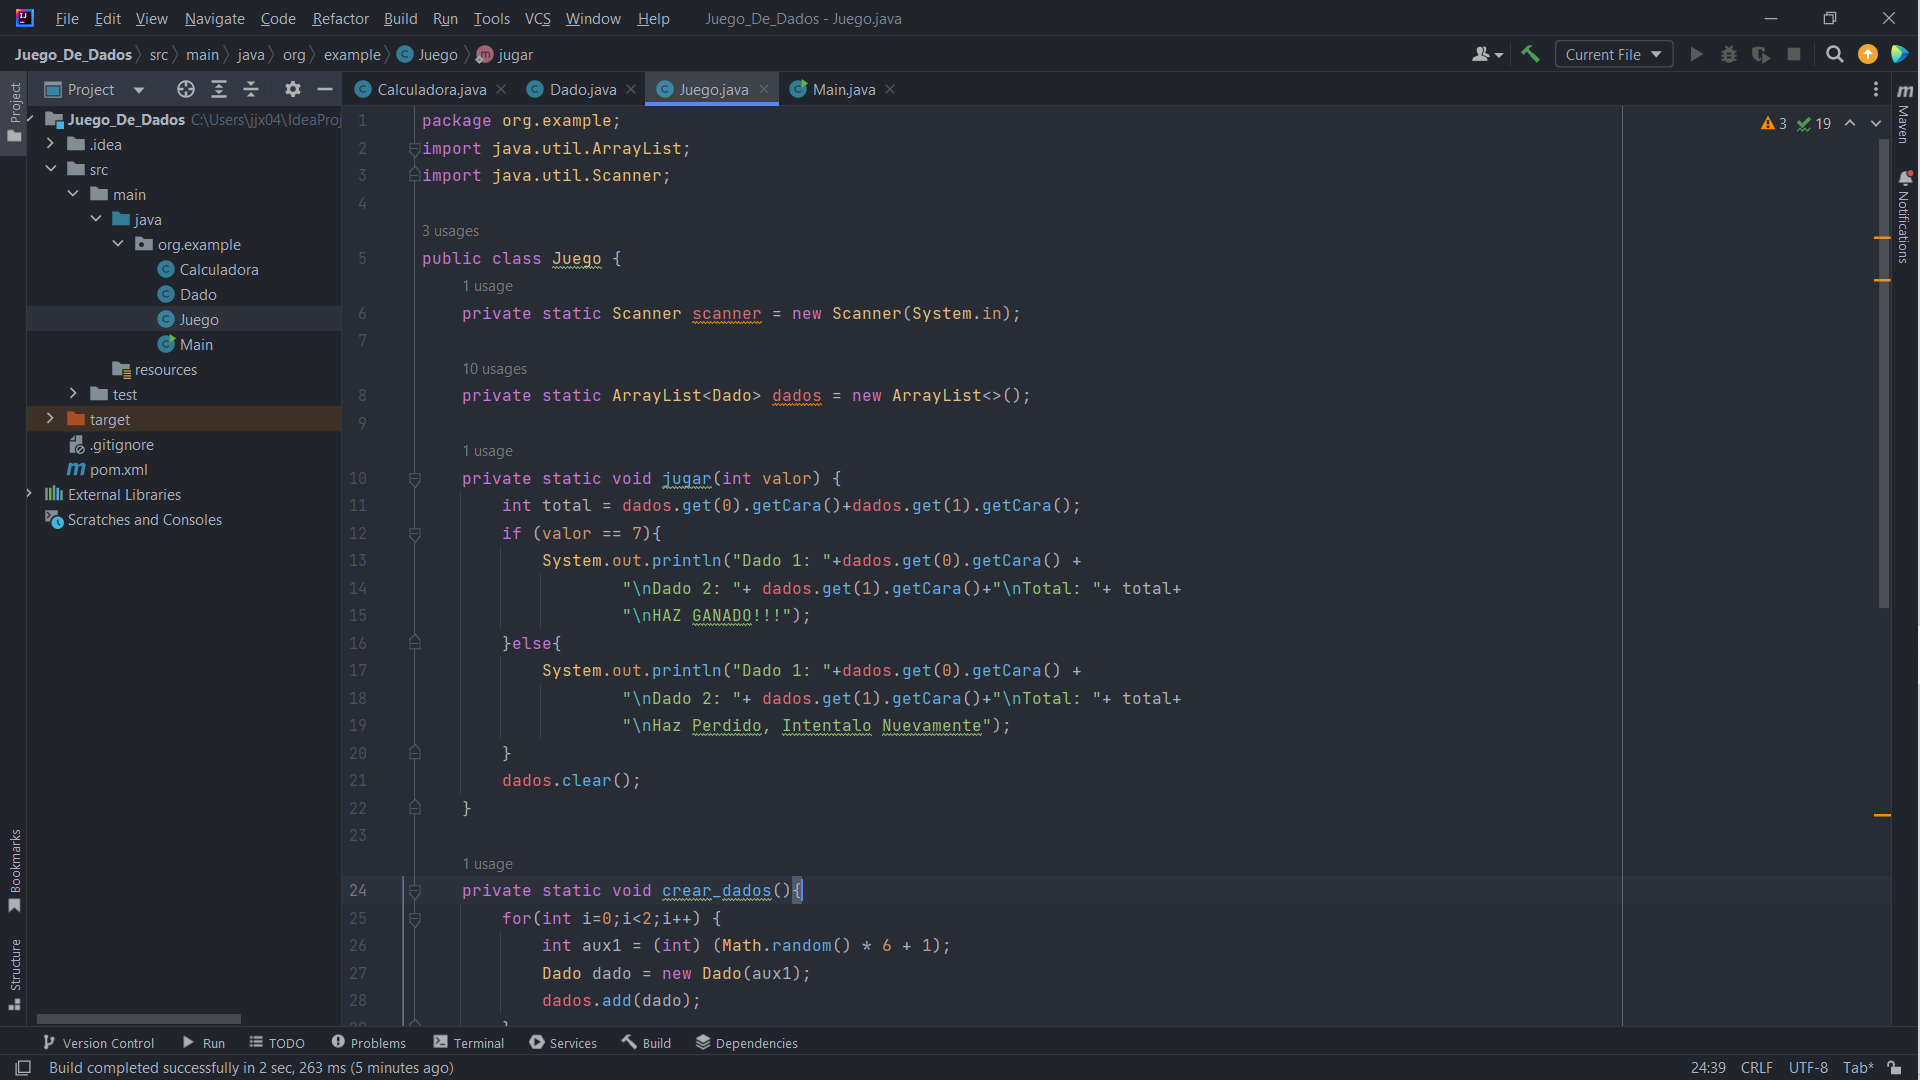 File Edit View Navigate Code Refactor Build Run Tools VCS Window Help Juego_De_Dados - Juego.java
Juego_De_Dados src main java org example Juego jugar
Current File
Project
Calculadora.java Dado.java Juego.java Main.java
Project
Juego_De_Dados C:\Users\jjx04\IdeaProj
.idea
src
main
java
org.example
Calculadora
Dado
Juego
Main
resources
test
target
.gitignore
pom.xml
External Libraries
Scratches and Consoles
Bookmarks
Structure
1 package org.example;
2 import java.util.ArrayList;
3 import java.util.Scanner;
4
3 usages
5 public class Juego {
1 usage
6 private static Scanner scanner = new Scanner(System.in);
7
10 usages
8 private static ArrayList<Dado> dados = new ArrayList<>();
9
1 usage
10 private static void jugar(int valor) {
11 int total = dados.get(0).getCara()+dados.get(1).getCara();
12 if (valor == 7){
13 System.out.println("Dado 1: "+dados.get(0).getCara() +
14 "\nDado 2: "+ dados.get(1).getCara()+"\nTotal: "+ total+
15 "\nHAZ GANADO!!!");
16 }else{
17 System.out.println("Dado 1: "+dados.get(0).getCara() +
18 "\nDado 2: "+ dados.get(1).getCara()+"\nTotal: "+ total+
19 "\nHaz Perdido, Intentalo Nuevamente");
20 }
21 dados.clear();
22 }
23
1 usage
24 private static void crear_dados(){
25 for(int i=0;i<2;i++) {
26 int aux1 = (int) (Math.random() * 6 + 1);
27 Dado dado = new Dado(aux1);
28 dados.add(dado);
3 19
Maven
Notifications
Version Control Run TODO Problems Terminal Services Build Dependencies
Build completed successfully in 2 sec, 263 ms (5 minutes ago) 24:39 CRLF UTF-8 Tab*